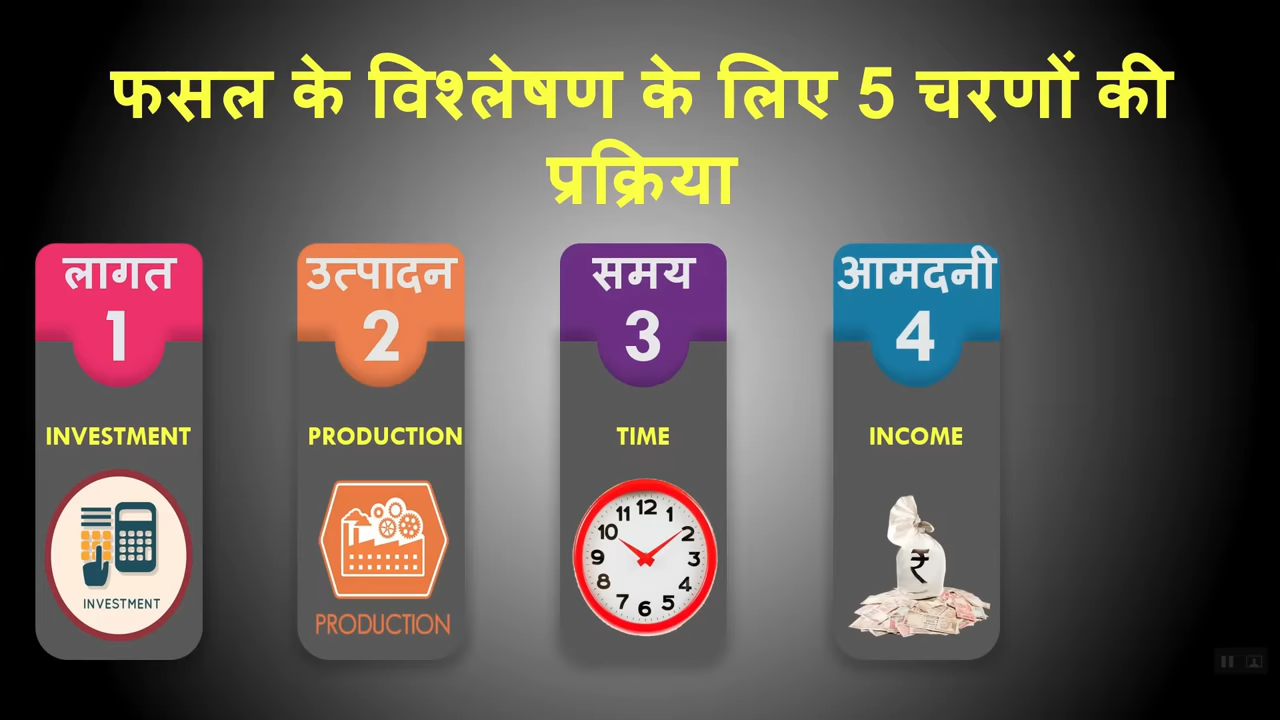 फसल के विश्लेषण के लिए 5 चरणों की
प्रक्रिया
लागत
1
INVESTMENT
INVESTMENT
उत्पादन
2
PRODUCTION
PRODUCTION
समय
3
TIME
12
1
2
3
4
5
6
7
8
9
10
11
आमदनी
4
INCOME
₹